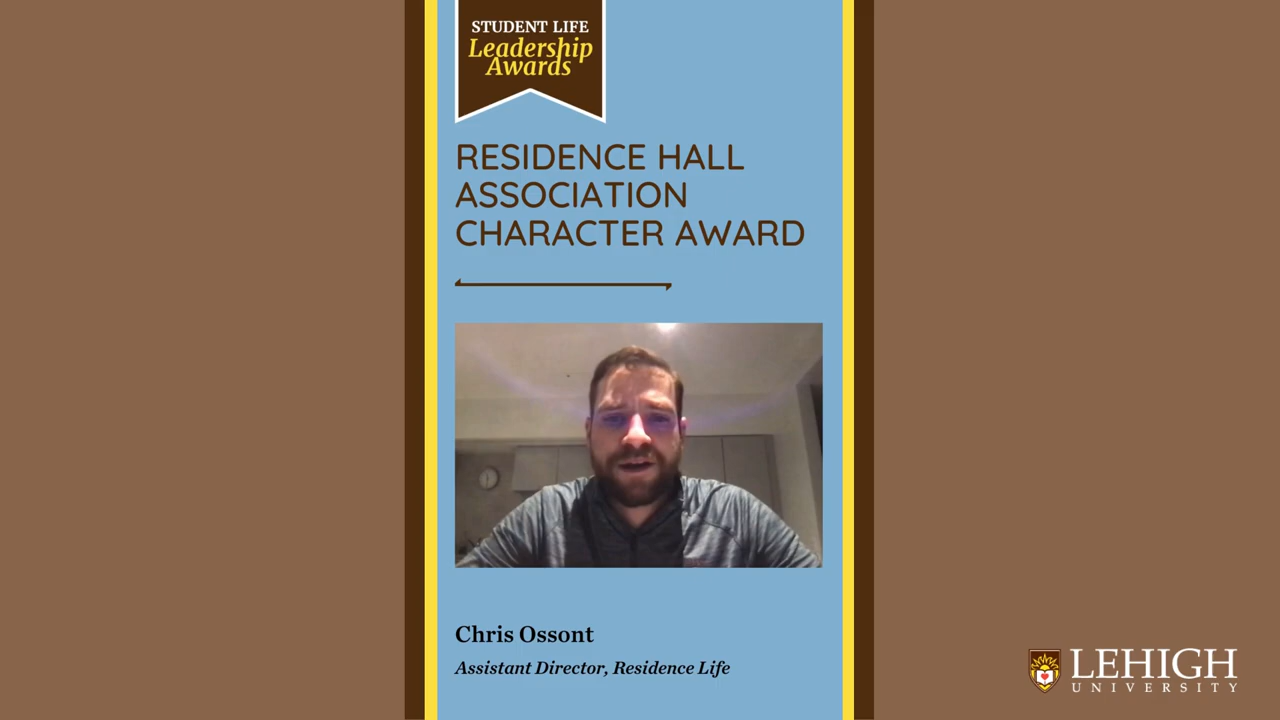 STUDENT LIFE
Leadership
Awards
RESIDENCE HALL
ASSOCIATION
CHARACTER AWARD
Chris Ossont
Assistant Director, Residence Life
LEHIGH
UNIVERSITY